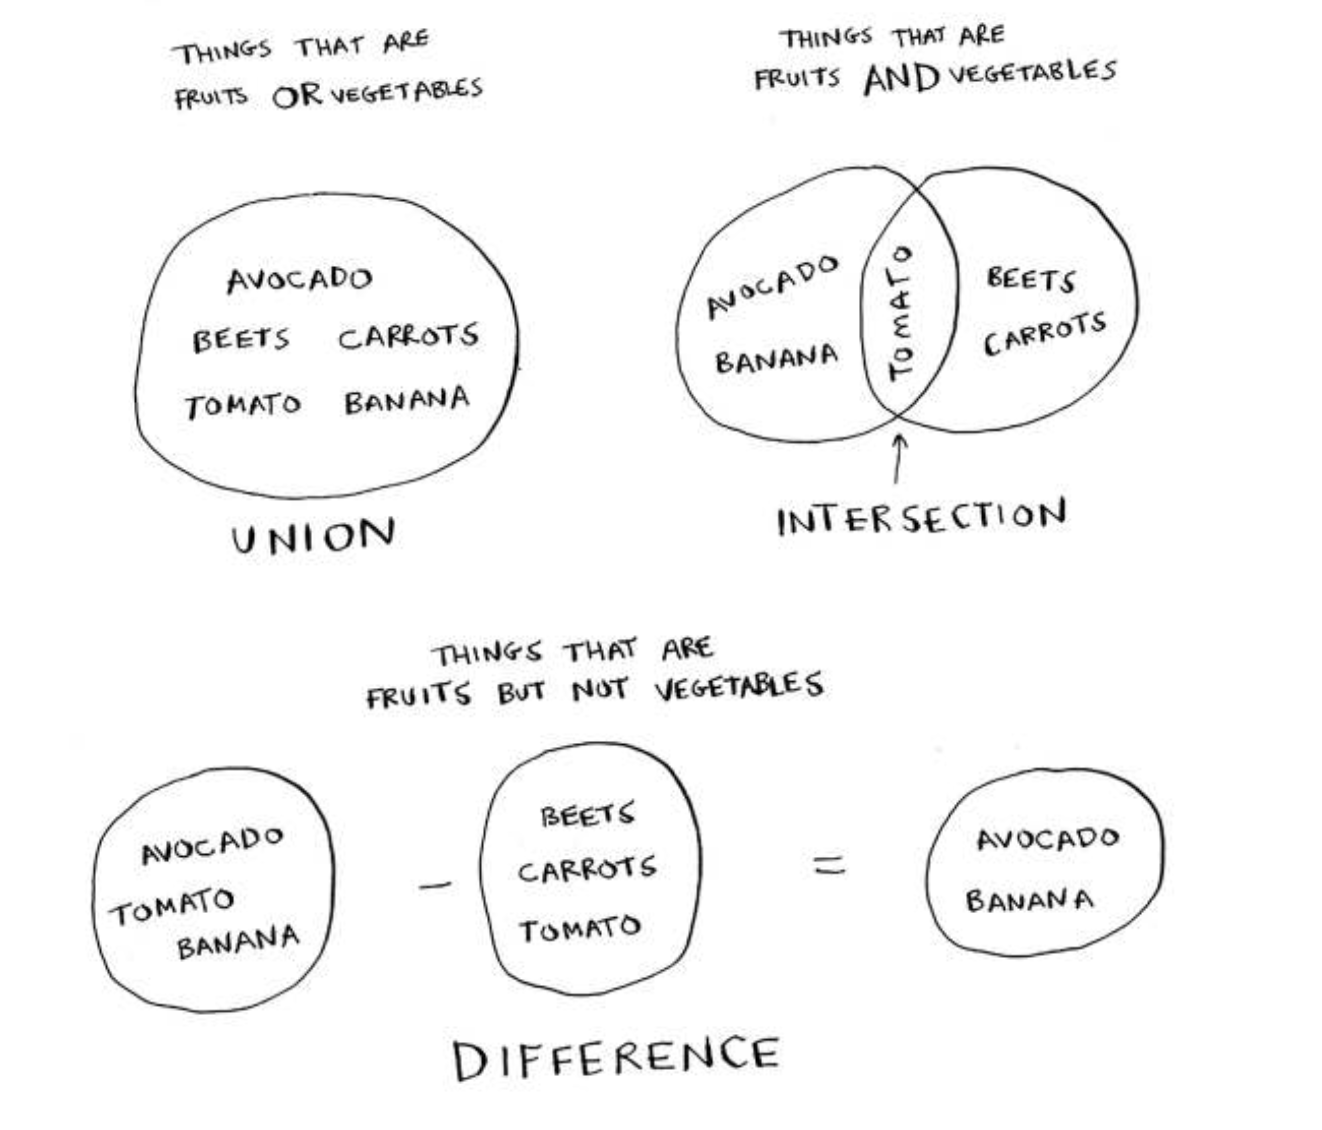 THINGS THAT ARE
FRUITS OR VEGETABLES
AVOCADO
BEETS CARROTS
TOMATO BANANA
UNION
THINGS THAT ARE
FRUITS AND VEGETABLES
AVOCADO
BANANA
TOMATO
BEETS
CARROTS
INTERSECTION
THINGS THAT ARE
FRUITS BUT NOT VEGETABLES
AVOCADO
TOMATO
BANANA
–
BEETS
CARROTS
TOMATO
=
AVOCADO
BANANA
DIFFERENCE